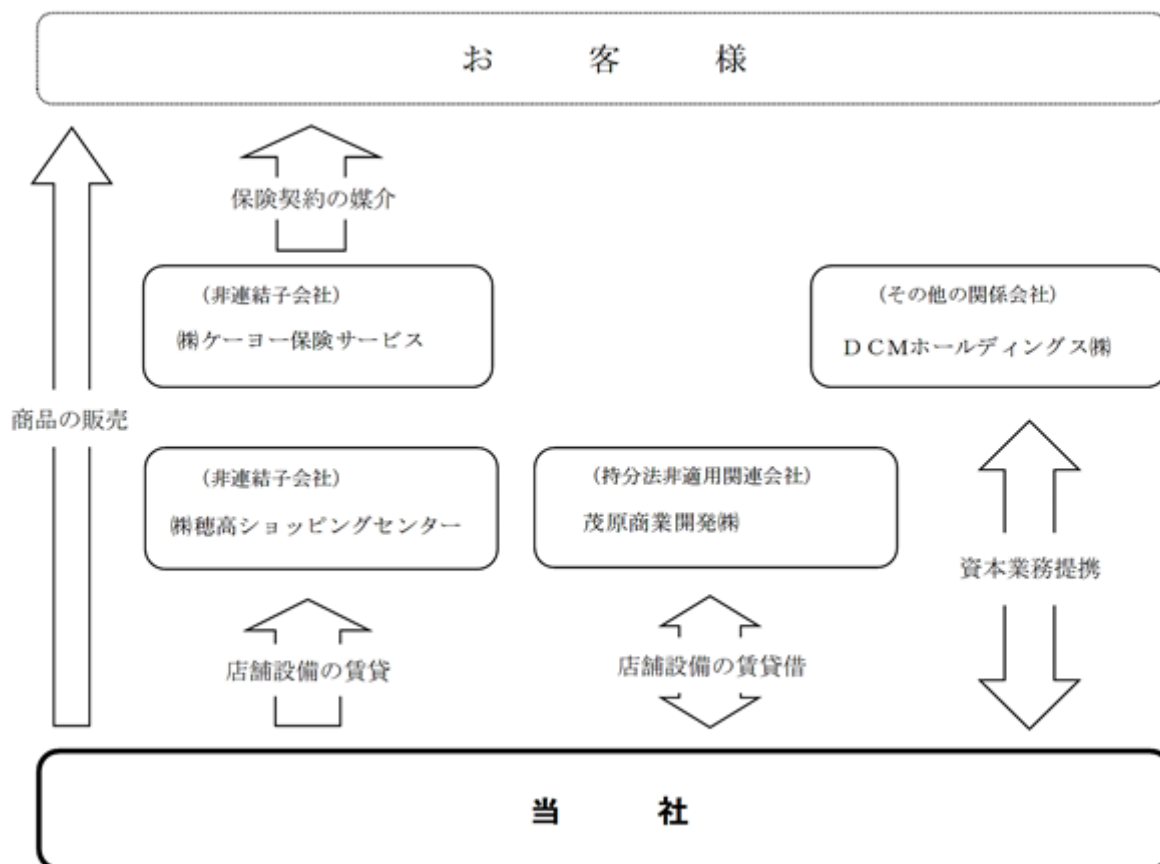 お客様
保険契約の媒介
（非連結子会社）
㈱ケーヨー保険サービス
（その他の関係会社）
ＤＣＭホールディングス㈱
商品の販売
（非連結子会社）
㈱穂高ショッピングセンター
（持分法非適用関連会社）
茂原商業開発㈱
資本業務提携
店舗設備の賃貸
店舗設備の賃貸借
当社